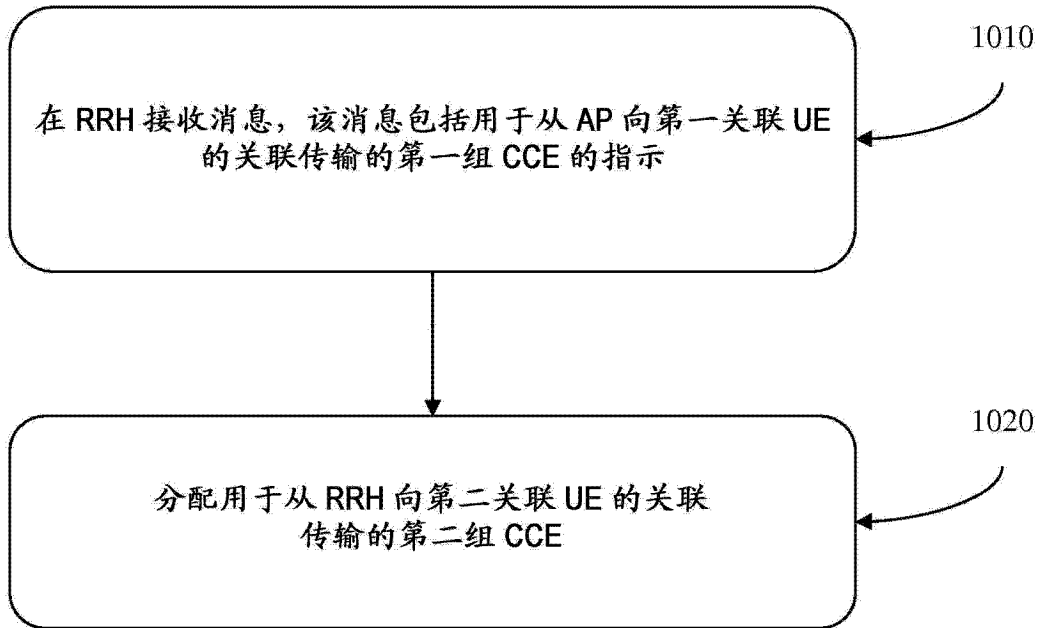 1010
在 RRH 接收消息，该消息包括用于从 AP 向第一关联 UE
的关联传输的第一组 CCE 的指示
1020
分配用于从 RRH 向第二关联 UE 的关联
传输的第二组 CCE